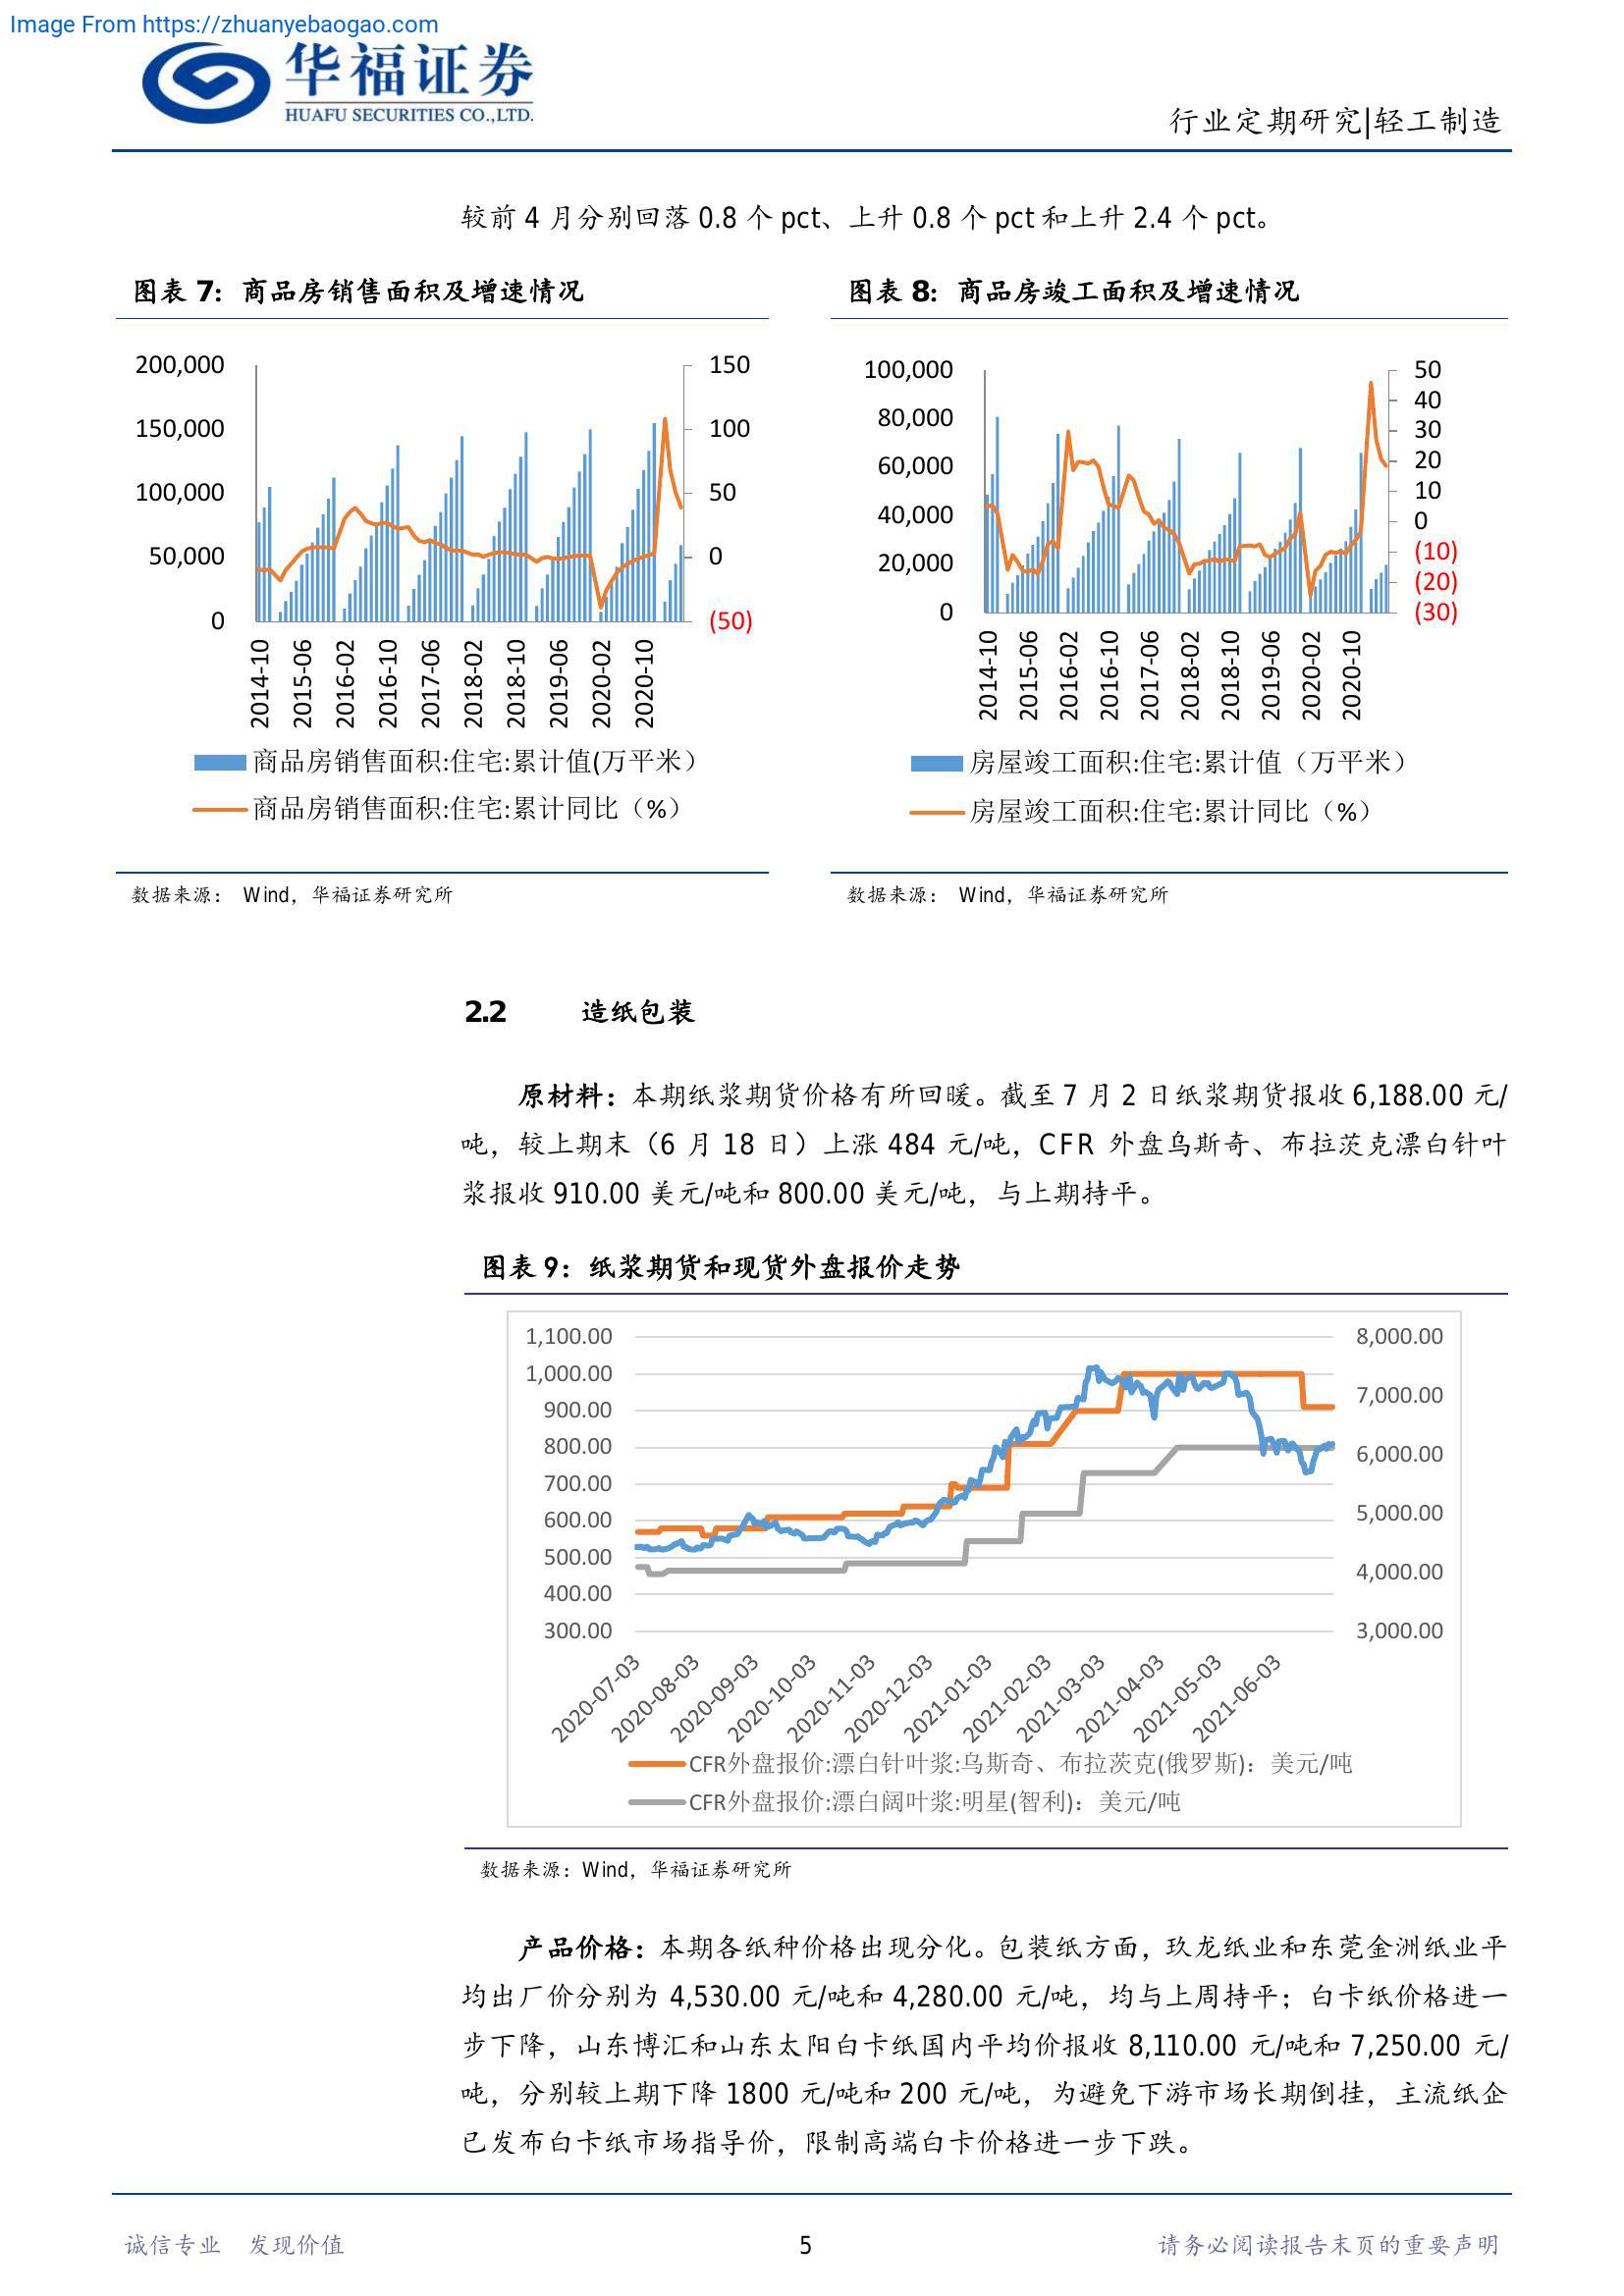 Image From https://zhuanyebaogao.com
华福证券
HUAFU SECURITIES CO.,LTD.
行业定期研究|轻工制造
较前 4 月分别回落 0.8 个 pct、上升 0.8 个 pct 和上升 2.4 个 pct。
图表 7：商品房销售面积及增速情况
200,000
150,000
100,000
50,000
0
150
100
50
0
(50)
2014-10
2015-06
2016-02
2016-10
2017-06
2018-02
2018-10
2019-06
2020-02
2020-10
商品房销售面积:住宅:累计值(万平米）
商品房销售面积:住宅:累计同比（%）
数据来源： Wind，华福证券研究所
图表 8：商品房竣工面积及增速情况
100,000
80,000
60,000
40,000
20,000
0
50
40
30
20
10
0
(10)
(20)
(30)
2014-10
2015-06
2016-02
2016-10
2017-06
2018-02
2018-10
2019-06
2020-02
2020-10
房屋竣工面积:住宅:累计值（万平米）
房屋竣工面积:住宅:累计同比（%）
数据来源： Wind，华福证券研究所
2.2 造纸包装
原材料：本期纸浆期货价格有所回暖。截至 7 月 2 日纸浆期货报收 6,188.00 元/
吨，较上期末（6 月 18 日）上涨 484 元/吨，CFR 外盘乌斯奇、布拉茨克漂白针叶
浆报收 910.00 美元/吨和 800.00 美元/吨，与上期持平。
图表 9：纸浆期货和现货外盘报价走势
1,100.00
1,000.00
900.00
800.00
700.00
600.00
500.00
400.00
300.00
8,000.00
7,000.00
6,000.00
5,000.00
4,000.00
3,000.00
2020-07-03
2020-08-03
2020-09-03
2020-10-03
2020-11-03
2020-12-03
2021-01-03
2021-02-03
2021-03-03
2021-04-03
2021-05-03
2021-06-03
CFR外盘报价:漂白针叶浆:乌斯奇、布拉茨克(俄罗斯)：美元/吨
CFR外盘报价:漂白阔叶浆:明星(智利)：美元/吨
数据来源：Wind，华福证券研究所
产品价格：本期各纸种价格出现分化。包装纸方面，玖龙纸业和东莞金洲纸业平
均出厂价分别为 4,530.00 元/吨和 4,280.00 元/吨，均与上周持平；白卡纸价格进一
步下降，山东博汇和山东太阳白卡纸国内平均价报收 8,110.00 元/吨和 7,250.00 元/
吨，分别较上期下降 1800 元/吨和 200 元/吨，为避免下游市场长期倒挂，主流纸企
已发布白卡纸市场指导价，限制高端白卡价格进一步下跌。
诚信专业 发现价值
5
请务必阅读报告末页的重要声明